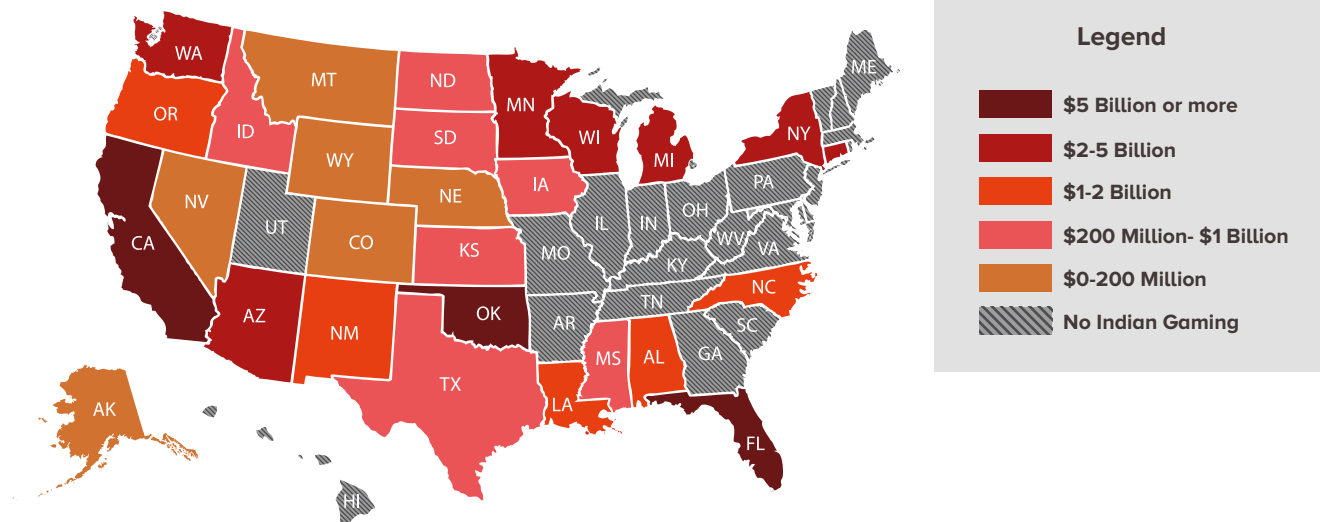 WA
MT
ND
MN
ME
OR
ID
SD
WI
MI
NY
WY
NV
NE
IA
PA
UT
CO
CA
KS
MO
IL
IN
OH
WV
VA
KY
AZ
NM
OK
AR
TN
NC
SC
TX
MS
AL
GA
LA
FL
AK
HI
Legend
$5 Billion or more
$2-5 Billion
$1-2 Billion
$200 Million- $1 Billion
$0-200 Million
No Indian Gaming